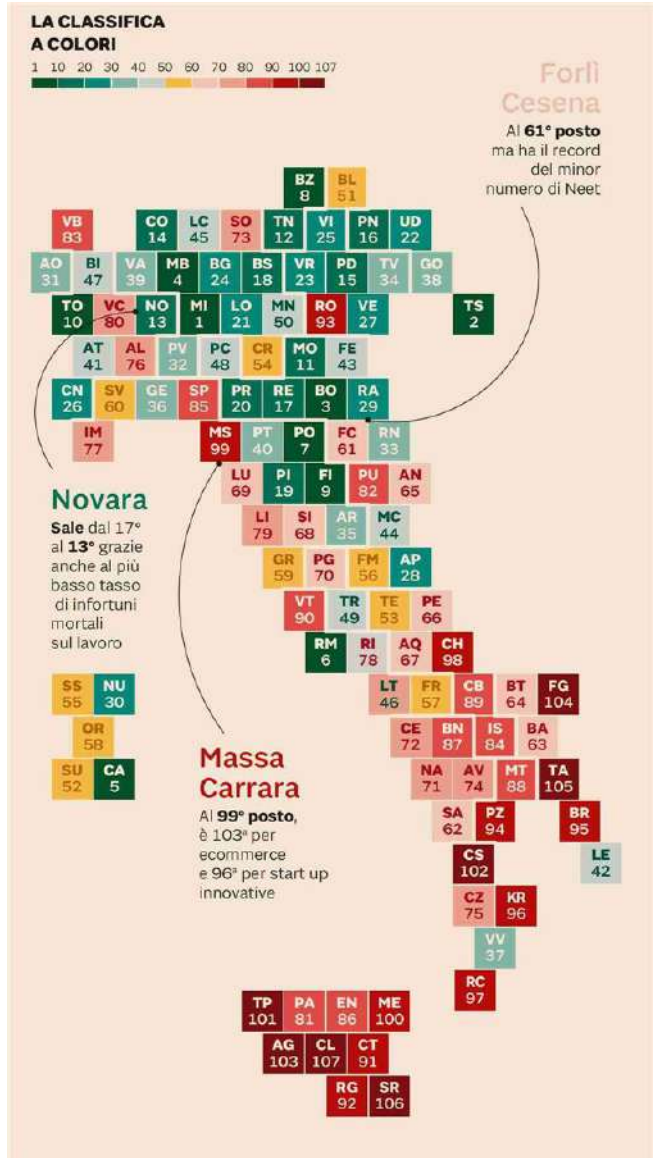 LA CLASSIFICA
A COLORI
1 10 20 30 40 50 60 70 80 90 100 107
Forlì
Cesena
Al 61° posto
ma ha il record
del minor
numero di Neet
BZ BL
8 51
VB CO LC SO TN VI PN UD
83 14 45 73 12 25 16 22
AO BI VA MB BG BS VR PD TV GO
31 47 39 4 24 18 23 15 34 38
TO VC NO MI LO MN RO VE TS
10 80 13 1 21 50 93 27 2
AT AL PV PC CR MO FE
41 76 32 48 54 11 43
CN SV GE SP PR RE BO RA
26 60 36 85 20 17 3 29
IM MS PT PO FC RN
77 99 40 7 61 33
LU PI FI PU AN
69 19 9 82 65
Novara
Sale dal 17°
al 13° grazie
anche al più
basso tasso
di infortuni
mortali
sul lavoro
LI SI AR MC
79 68 35 44
GR PG FM AP
59 70 56 28
VT TR TE PE
90 49 53 66
RM RI AQ CH
6 78 67 98
SS NU LT FR CB BT FG
55 30 46 57 89 64 104
OR CE BN IS BA
58 72 87 84 63
SU CA NA AV MT TA
52 5 71 74 88 105
Massa
Carrara
Al 99° posto,
è 103ª per
ecommerce
e 96ª per start up
innovative
SA PZ BR
62 94 95
CS LE
102 42
CZ KR
75 96
VV
37
RC
97
TP PA EN ME
101 81 86 100
AG CL CT
103 107 91
RG SR
92 106